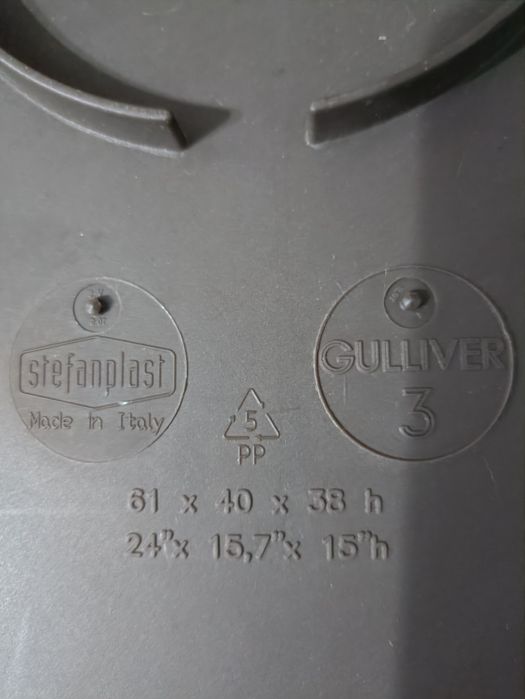 stefanplast
Made in Italy
GULLIVER
3
5
PP
61 x 40 x 38 h
24"x 15,7"x 15"h